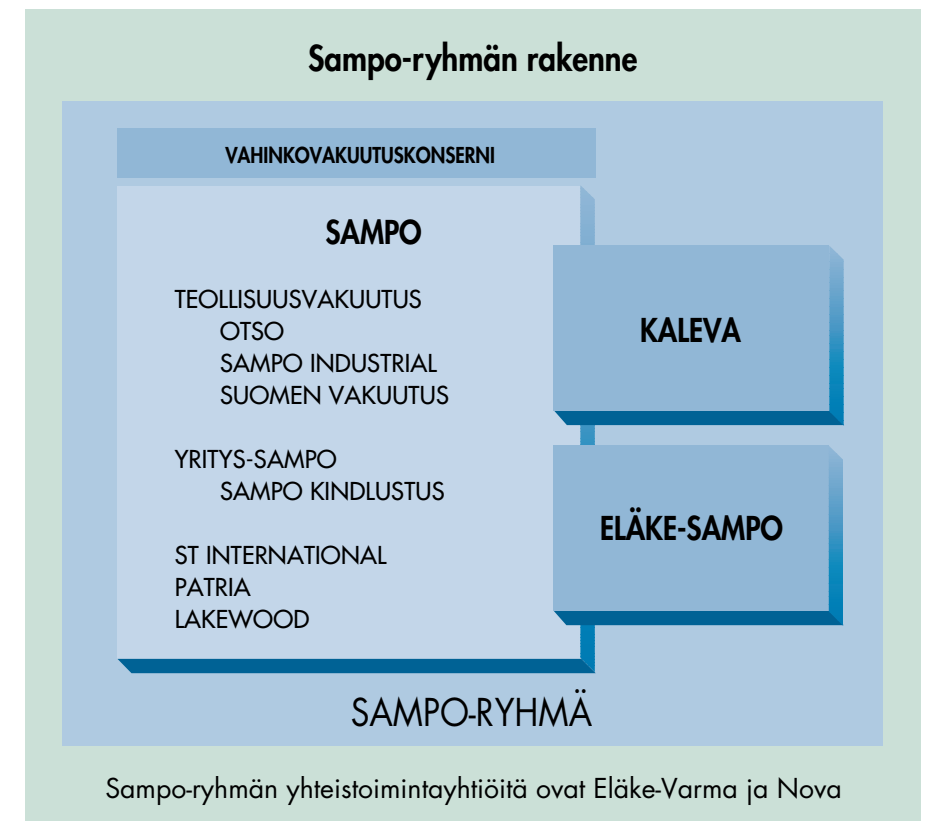 Sampo-ryhmän rakenne
VAHINKOVAKUUTUSKONSERNI
SAMPO
TEOLLISUUSVAKUUTUS
OTSO
SAMPO INDUSTRIAL
SUOMEN VAKUUTUS
YRITYS-SAMPO
SAMPO KINDLUSTUS
ST INTERNATIONAL
PATRIA
LAKEWOOD
KALEVA
ELÄKE-SAMPO
SAMPO-RYHMÄ
Sampo-ryhmän yhteistoimintayhtiöitä ovat Eläke-Varma ja Nova